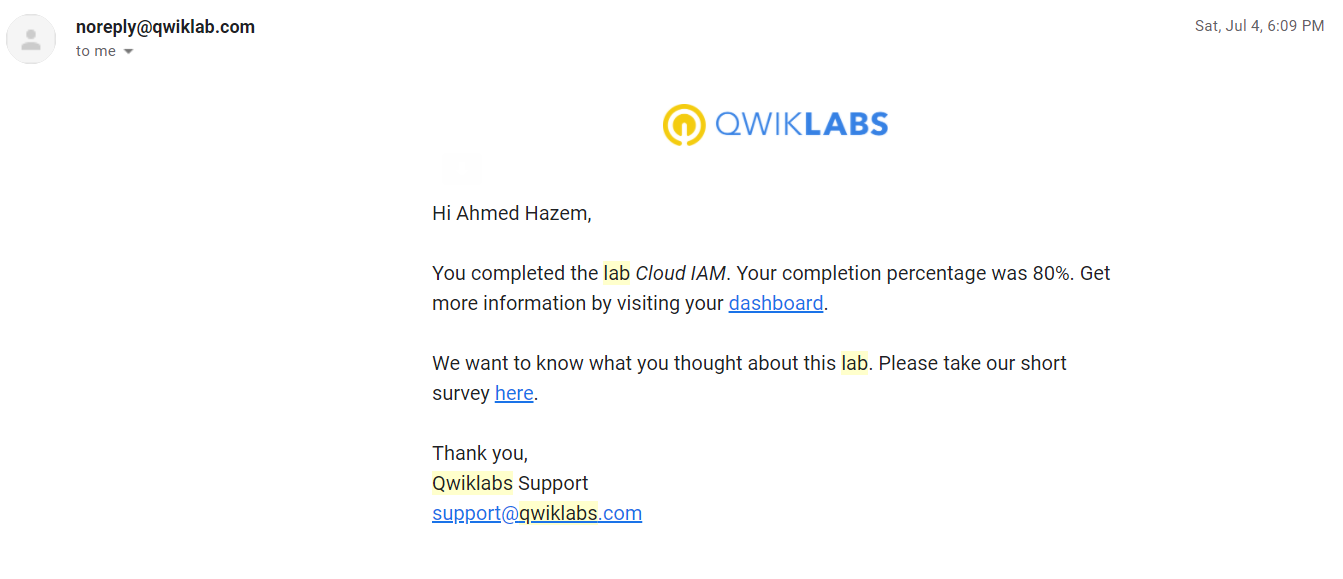 noreply@qwiklab.com
Sat, Jul 4, 6:09 PM
to me
QWIKLABS
Hi Ahmed Hazem,
You completed the lab Cloud IAM. Your completion percentage was 80%. Get
more information by visiting your dashboard.
We want to know what you thought about this lab. Please take our short
survey here.
Thank you,
Qwiklabs Support
support@qwiklabs.com